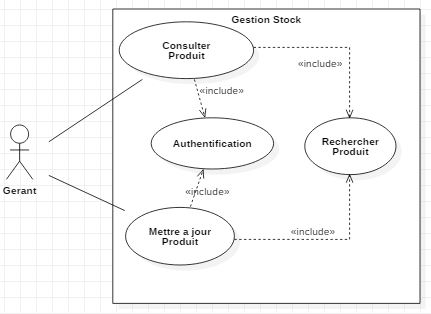 Gestion Stock
Consulter
Produit
«include»
«include»
Authentification
Rechercher
Produit
Gerant
«include»
Mettre a jour
Produit
«include»